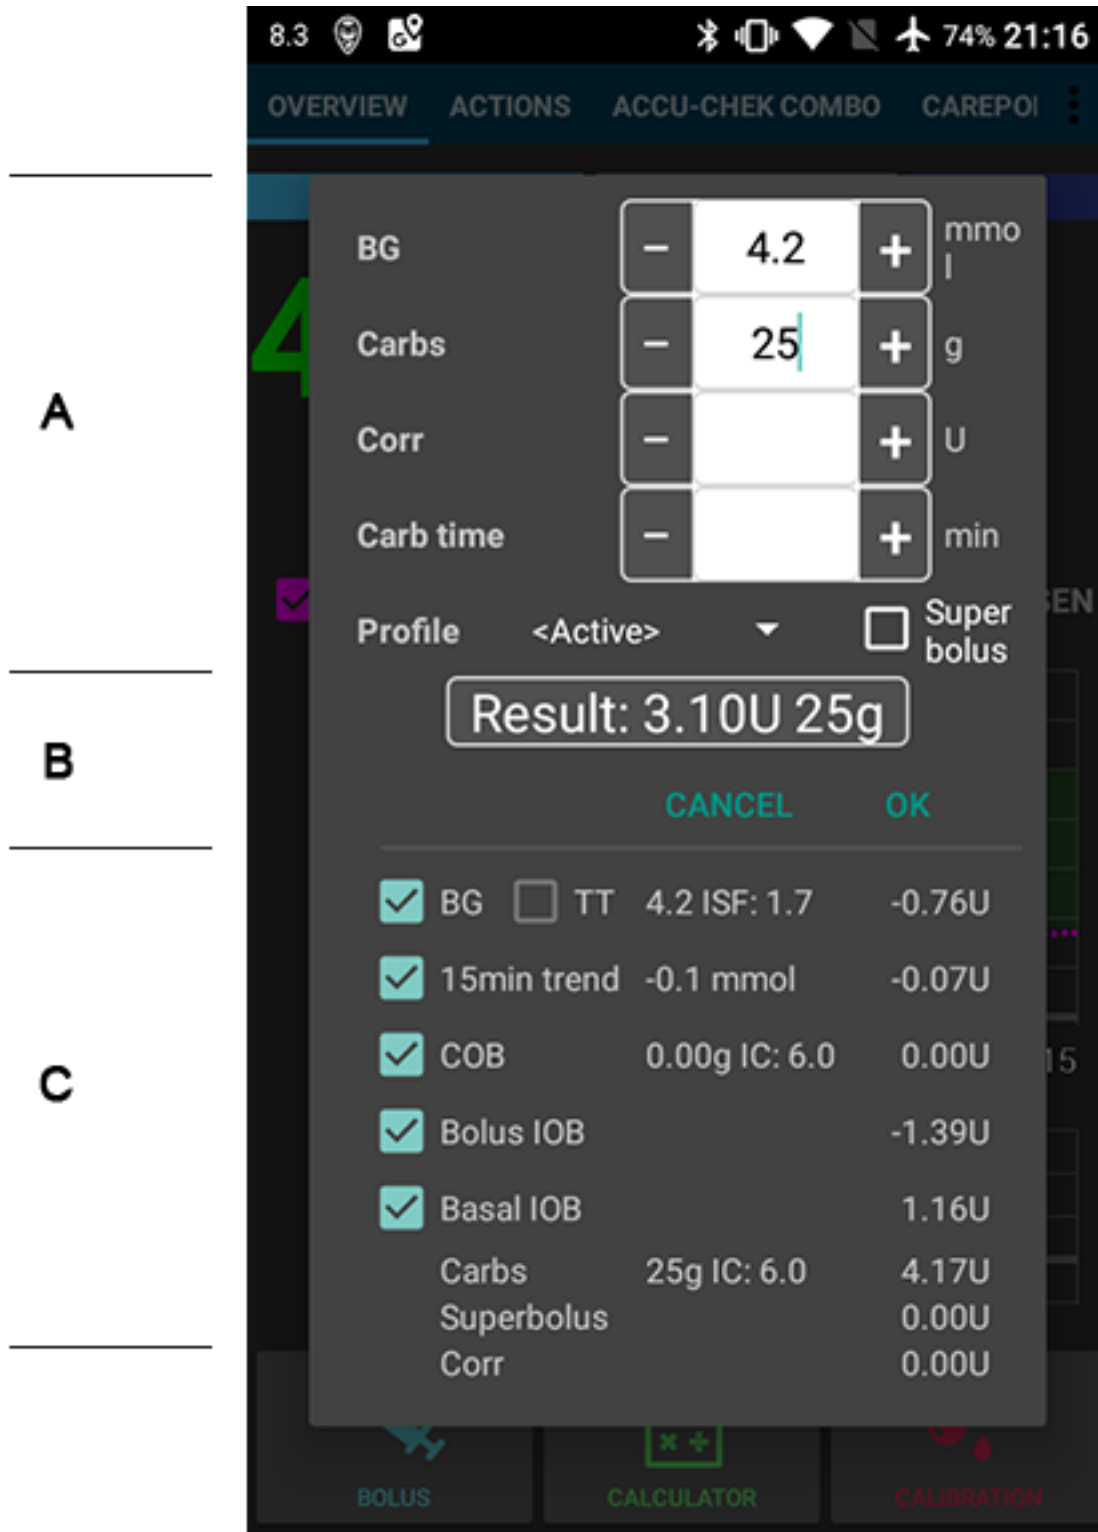 8.3 74% 21:16
OVERVIEW ACTIONS ACCU-CHEK COMBO CAREPOI
A
BG - 4.2 + mmo
l
4
Carbs - 25 + g
Corr - + U
Carb time - + min
SEN
Profile <Active> Super
bolus
B
Result: 3.10U 25g
CANCEL OK
C
BG TT 4.2 ISF: 1.7 -0.76U
15min trend -0.1 mmol -0.07U
COB 0.00g IC: 6.0 0.00U
15
Bolus IOB -1.39U
Basal IOB 1.16U
Carbs 25g IC: 6.0 4.17U
Superbolus 0.00U
Corr 0.00U
BOLUS CALCULATOR CALIBRATION